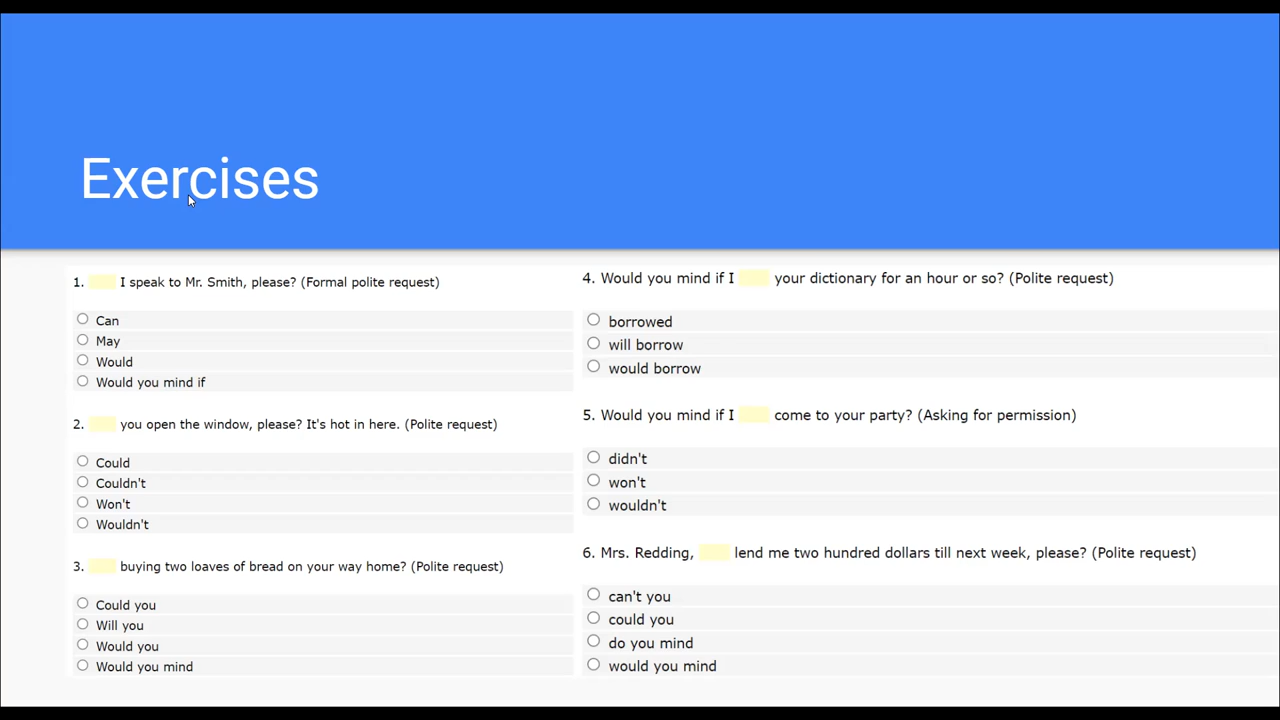 Exercises
1. I speak to Mr. Smith, please? (Formal polite request)
Can
May
Would
Would you mind if
2. you open the window, please? It's hot in here. (Polite request)
Could
Couldn't
Won't
Wouldn't
3. buying two loaves of bread on your way home? (Polite request)
Could you
Will you
Would you
Would you mind
4. Would you mind if I your dictionary for an hour or so? (Polite request)
borrowed
will borrow
would borrow
5. Would you mind if I come to your party? (Asking for permission)
didn't
won't
wouldn't
6. Mrs. Redding, lend me two hundred dollars till next week, please? (Polite request)
can't you
could you
do you mind
would you mind